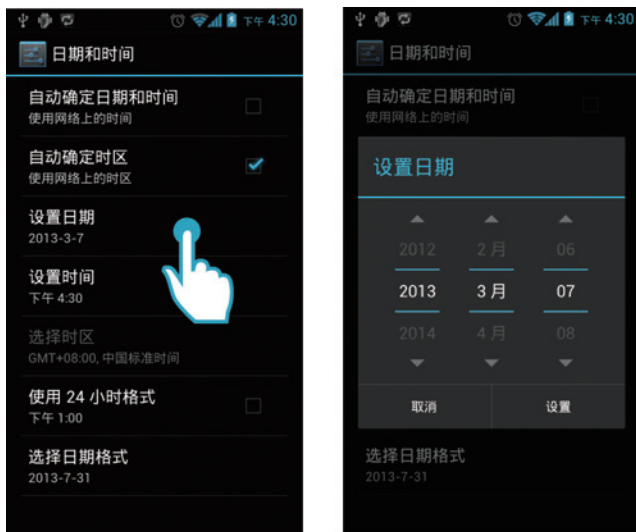 下午 4:30
日期和时间
自动确定日期和时间
使用网络上的时间
自动确定时区
使用网络上的时区
设置日期
2013-3-7
设置时间
下午 4:30
选择时区
GMT+08:00, 中国标准时间
使用 24 小时格式
下午 1:00
选择日期格式
2013-7-31
下午 4:30
日期和时间
自动确定日期和时间
使用网络上的时间
设置日期
2012 2 月 06
2013 3 月 07
2014 4 月 08
取消 设置
选择日期格式
2013-7-31